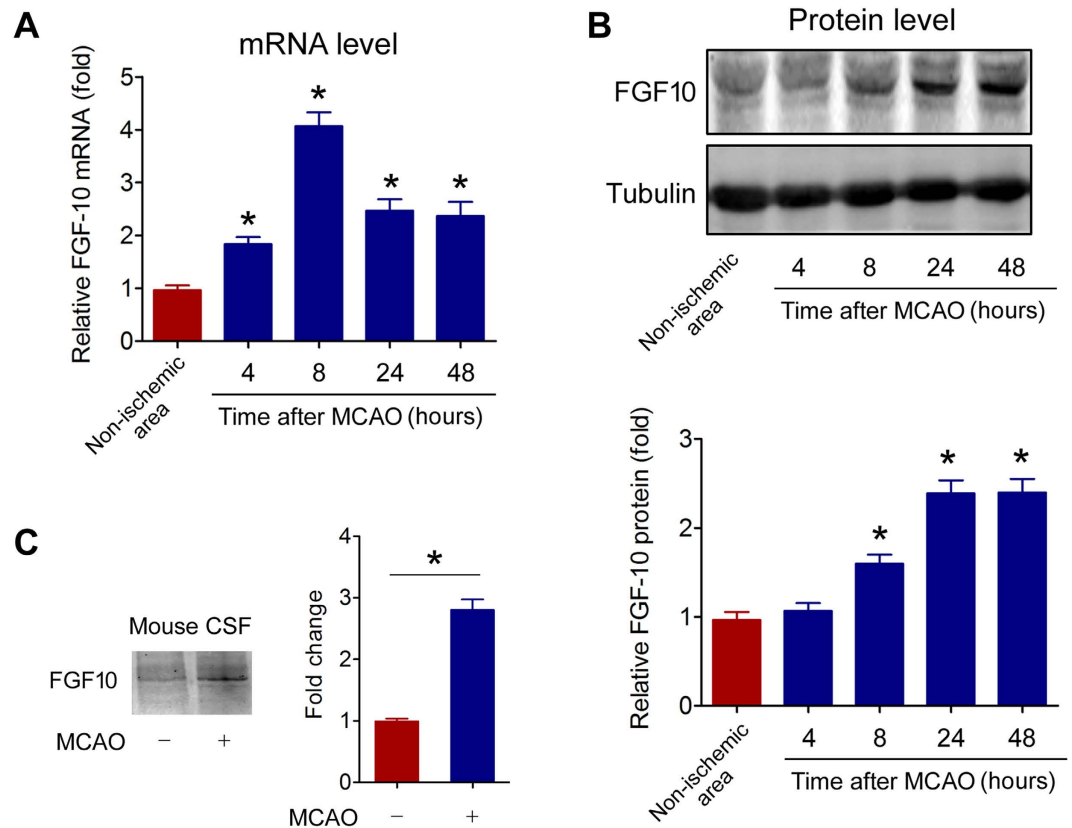 A
mRNA level
Relative FGF-10 mRNA (fold)
5
4
3
2
1
0
*
*
*
*
Non-ischemic
area
4 8 24 48
Time after MCAO (hours)
B
Protein level
FGF10
Tubulin
Non-ischemic
area
4 8 24 48
Time after MCAO (hours)
Relative FGF-10 protein (fold)
3
2
1
0
*
*
*
Non-ischemic
area
4 8 24 48
Time after MCAO (hours)
C
Mouse CSF
FGF10
MCAO − +
Fold change
4
3
2
1
0
*
MCAO − +